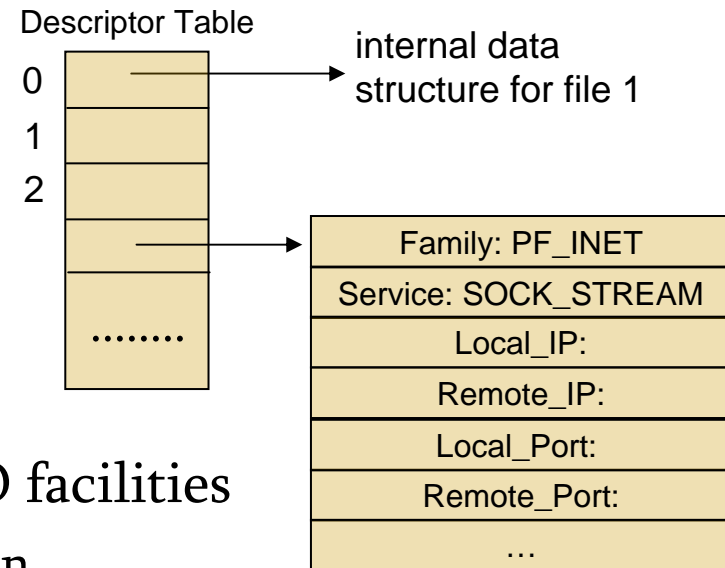 Descriptor Table
internal data
structure for file 1
0
1
2
........
Family: PF_INET
Service: SOCK_STREAM
Local_IP:
Remote_IP:
Local_Port:
Remote_Port:
…
facilities